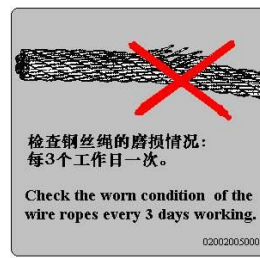 检查钢丝绳的磨损情况：
每3个工作日一次。
Check the worn condition of the
wire ropes every 3 days working.
02002005000